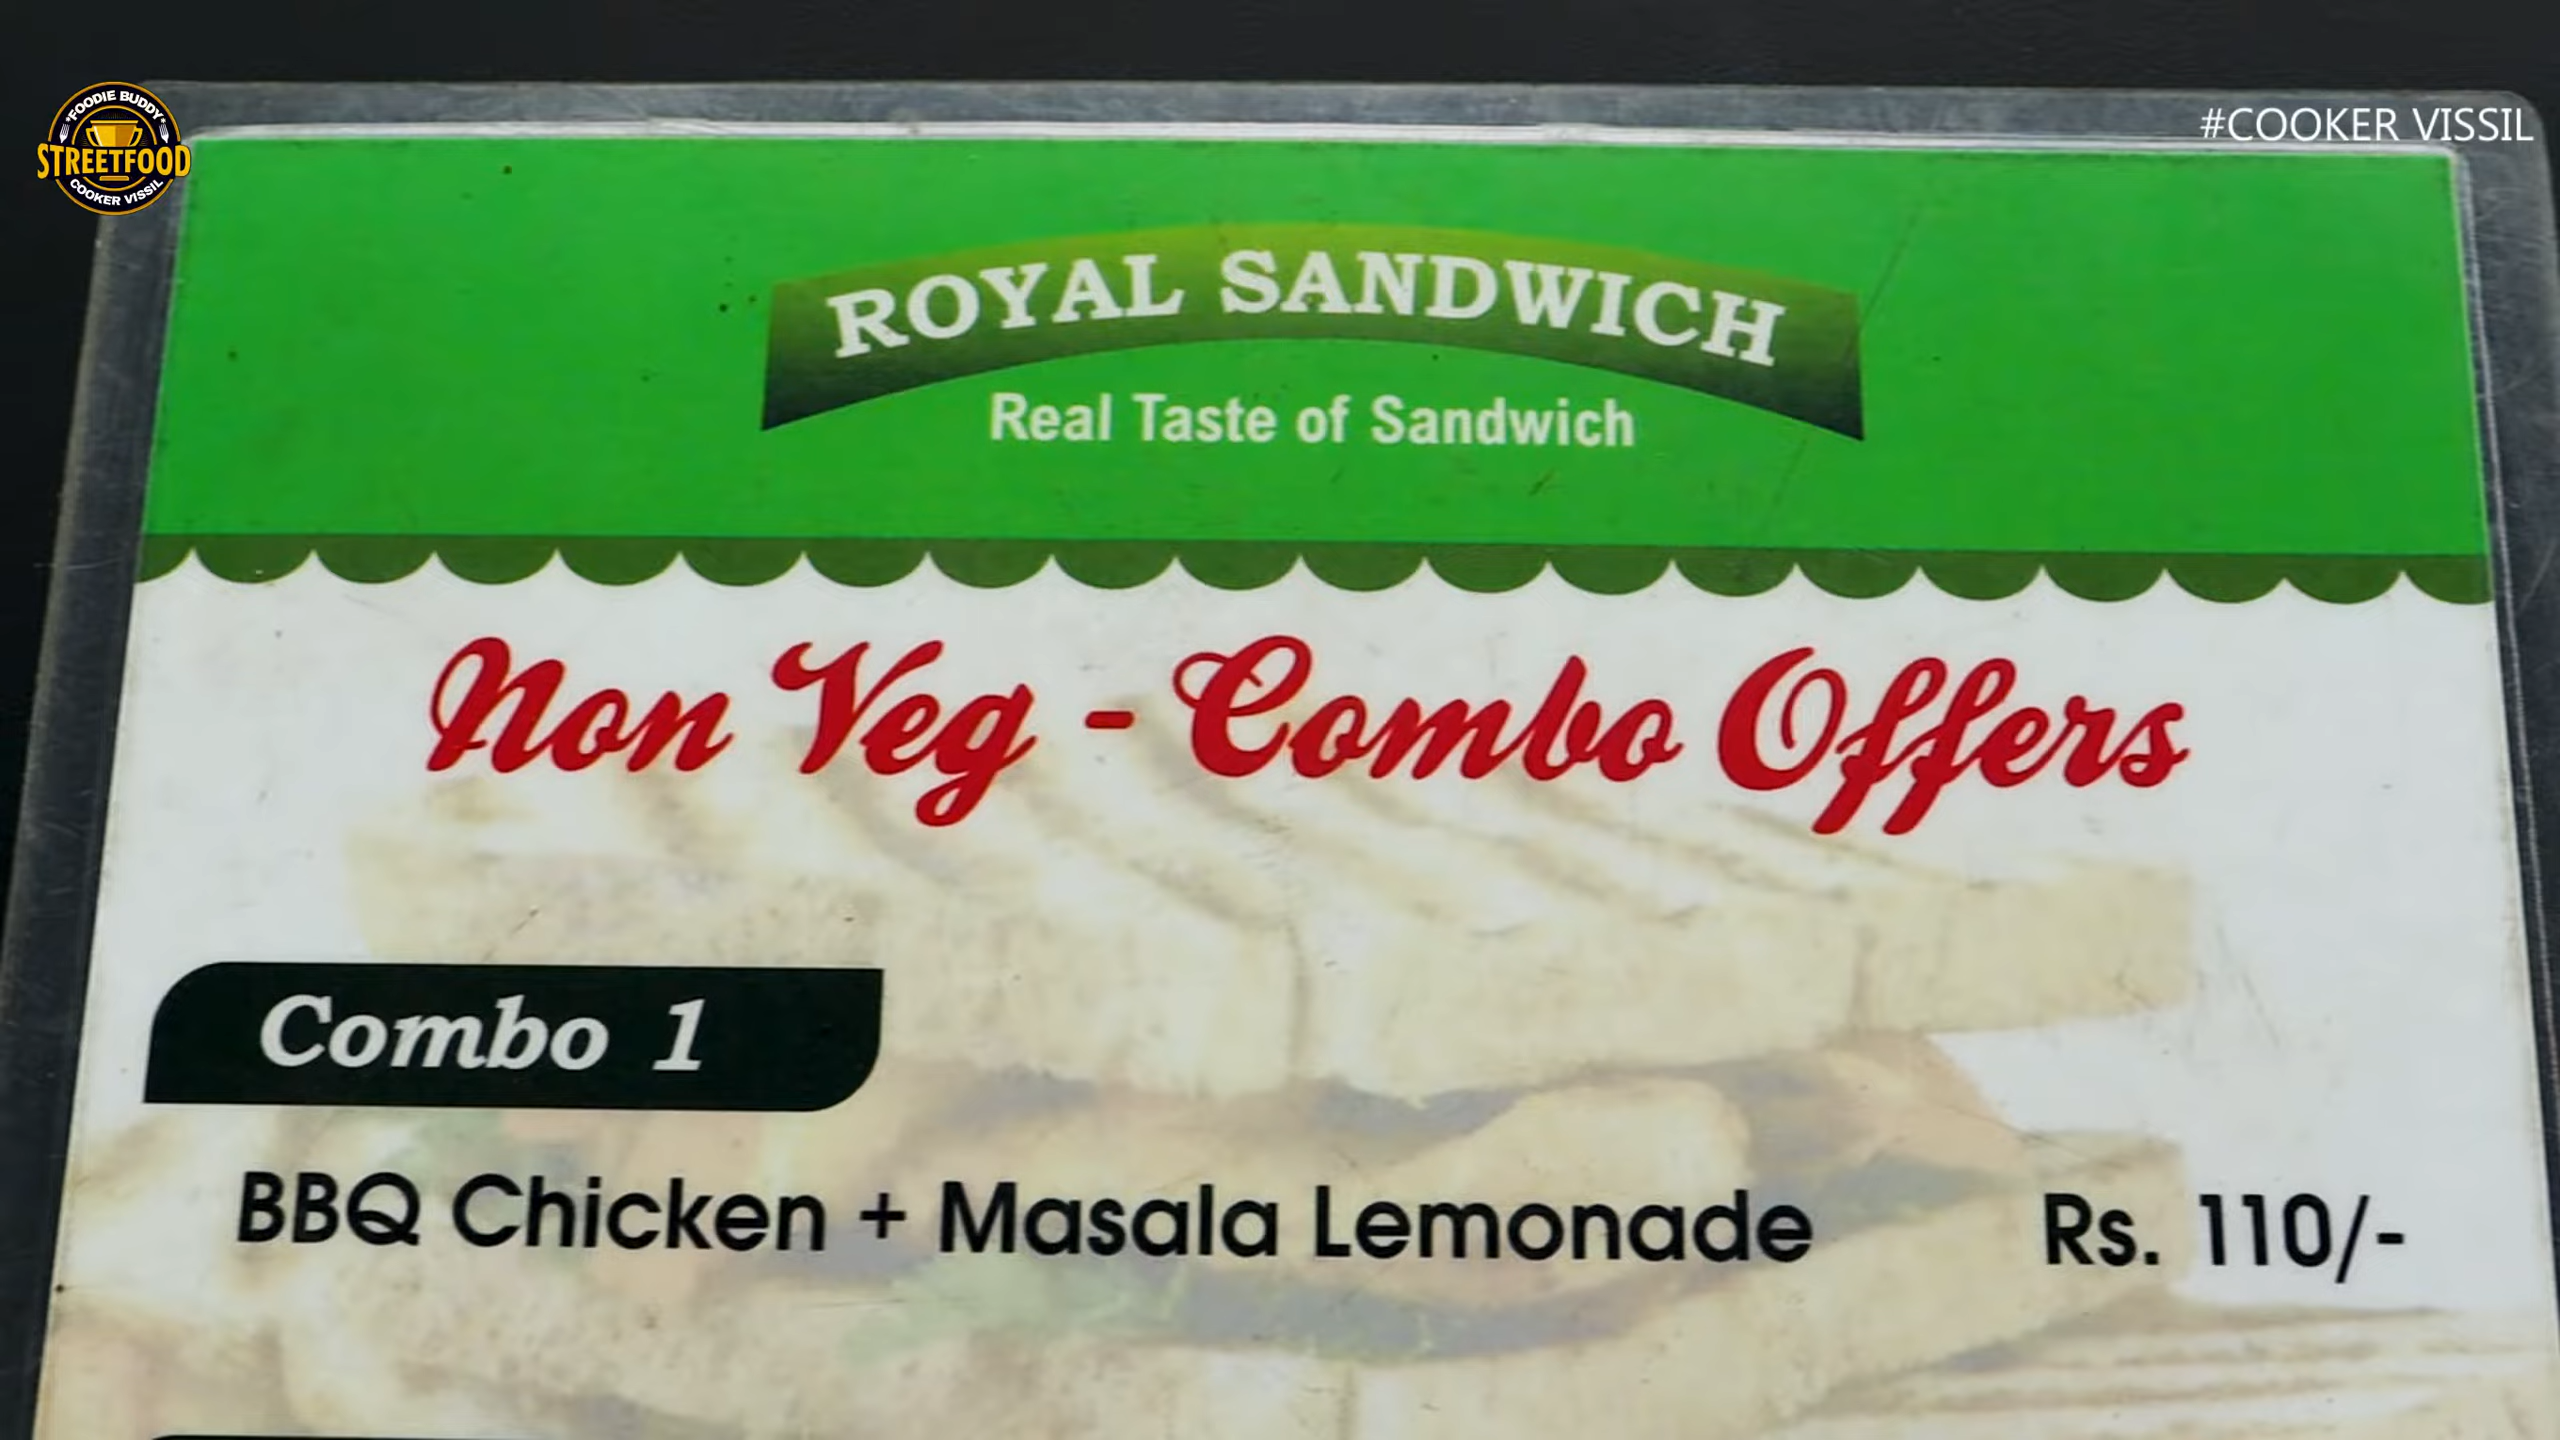 *FOODIE BUDDY*
STREETFOOD
COOKER VISSIL
#COOKER VISSIL
ROYAL SANDWICH
Real Taste of Sandwich
Non Veg - Combo Offers
Combo 1
BBQ Chicken + Masala Lemonade Rs. 110/-